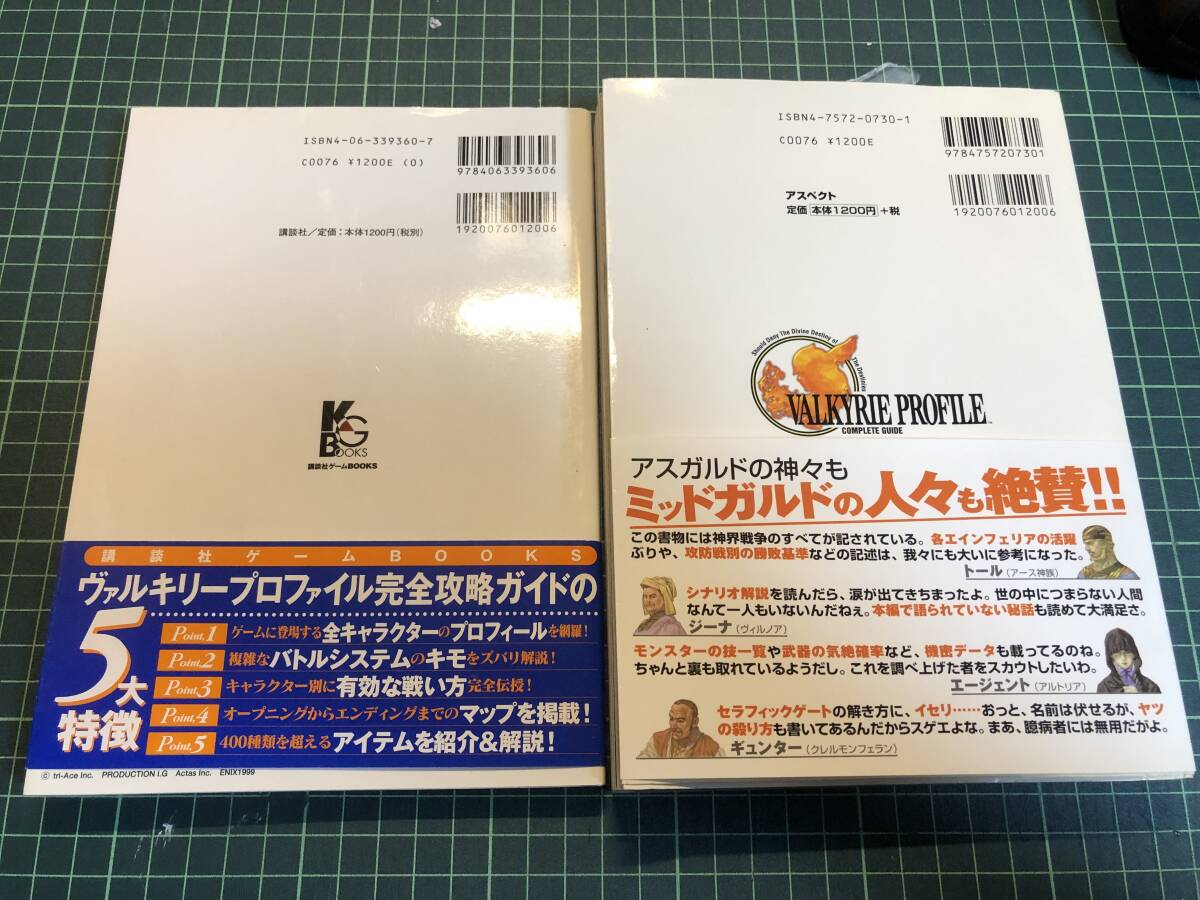 ISBN4-06-339360-7
C0076 ¥1200E (0)
9784063393606
1920076012006
講談社/定価:本体1200円(税別)
KGBOOKS
講談社ゲームBOOKS
講談社ゲームBOOKS
ヴァルキリープロファイル完全攻略ガイドの
5大特徴
Point.1 ゲームに登場する全キャラクターのプロフィールを網羅!
Point.2 複雑なバトルシステムのキモをズバリ解説!
Point.3 キャラクター別に有効な戦い方完全伝授!
Point.4 オープニングからエンディングまでのマップを掲載!
Point.5 400種類を超えるアイテムを紹介&解説!
© tri-Ace Inc. PRODUCTION I.G Actas Inc. ENIX1999
ISBN4-7572-0730-1
C0076 ¥1200E
9784757207301
アスペクト
定価 本体1200円 +税
1920076012006
Should Deny The Divine Destiny of The Destinies
VALKYRIE PROFILE™
COMPLETE GUIDE
アスガルドの神々も
ミッドガルドの人々も絶賛!!
この書物には神界戦争のすべてが記されている。各エインフェリアの活躍
ぶりや、攻防戦別の勝敗基準などの記述は、我々にも大いに参考になった。
トール(アース神族)
シナリオ解説を読んだら、涙が出てきちまったよ。世の中につまらない人間
なんて一人もいないんだねぇ。本編で語られていない秘話も読めて大満足さ。
ジーナ(ヴィルノア)
モンスターの技一覧や武器の気絶確率など、機密データも載ってるのね。
ちゃんと裏も取れているようだし。これを調べ上げた者をスカウトしたいわ。
エージェント(アルトリア)
セラフィックゲートの解き方に、イセリ……おっと、名前は伏せるが、ヤツ
の殺り方も書いてあるんだからスゲエよな。まあ、臆病者には無用だがよ。
ギュンター(クレルモンフェラン)